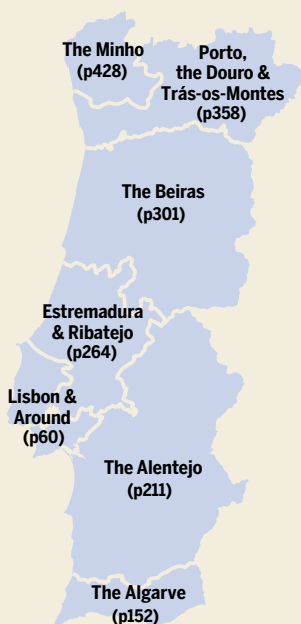 The Minho
(p428)
Porto,
the Douro &
Trás-os-Montes
(p358)
The Beiras
(p301)
Estremadura
& Ribatejo
(p264)
Lisbon &
Around
(p60)
The Alentejo
(p211)
The Algarve
(p152)